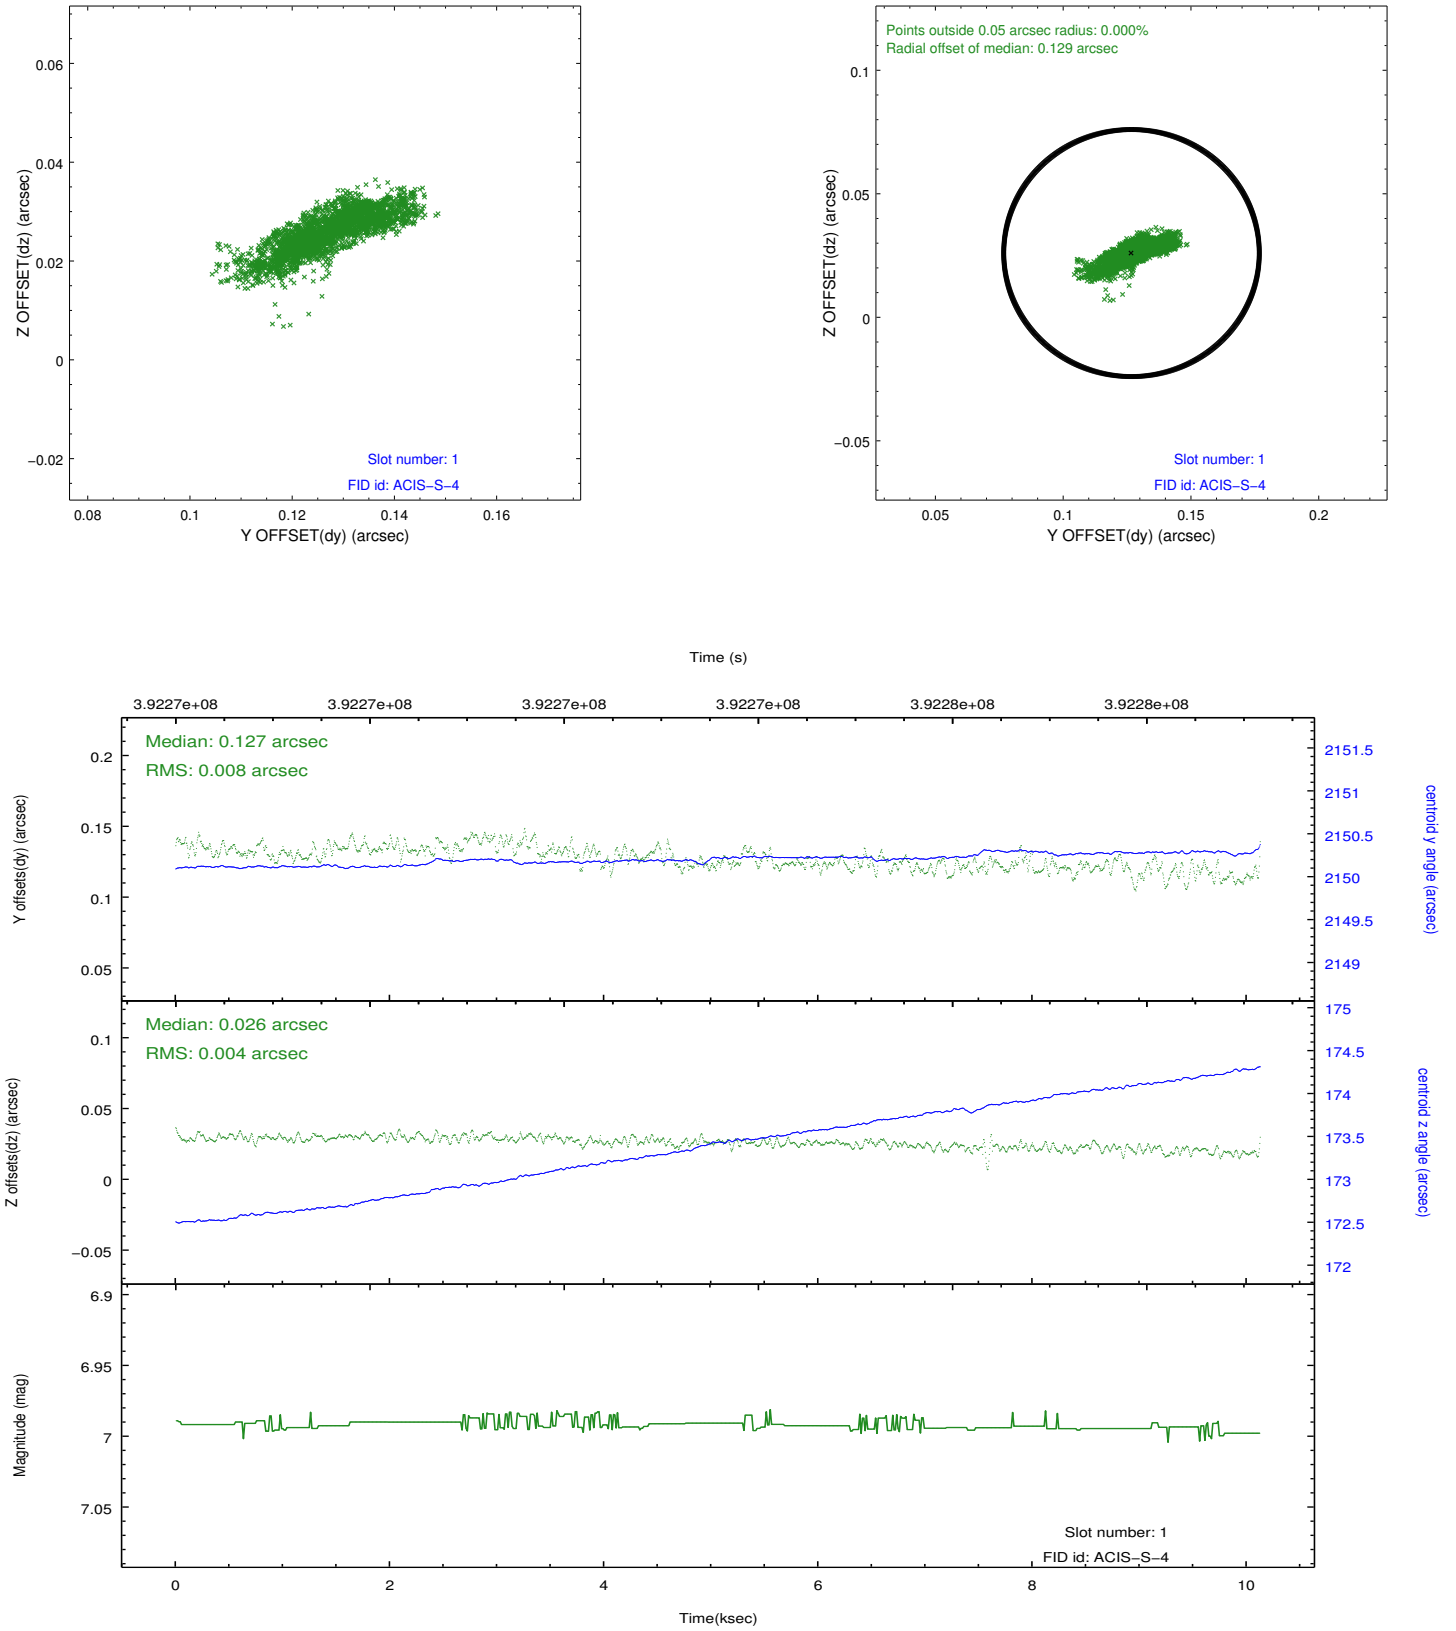 0.06
0.04
0.02
0
−0.02
Z OFFSET(dz) (arcsec)
Slot number: 1
FID id: ACIS−S−4
0.08
0.1
0.12
0.14
0.16
Y OFFSET(dy) (arcsec)
Points outside 0.05 arcsec radius: 0.000%
Radial offset of median: 0.129 arcsec
0.1
0.05
0
−0.05
Z OFFSET(dz) (arcsec)
Slot number: 1
FID id: ACIS−S−4
0.05
0.1
0.15
0.2
Y OFFSET(dy) (arcsec)
Time (s)
3.9227e+08
3.9227e+08
3.9227e+08
3.9227e+08
3.9228e+08
3.9228e+08
Median: 0.127 arcsec
RMS: 0.008 arcsec
0.2
0.15
0.1
0.05
Y offsets(dy) (arcsec)
2151.5
2151
2150.5
2150
2149.5
2149
centroid y angle (arcsec)
Median: 0.026 arcsec
RMS: 0.004 arcsec
0.1
0.05
0
−0.05
Z offsets(dz) (arcsec)
175
174.5
174
173.5
173
172.5
172
centroid z angle (arcsec)
6.9
6.95
7
7.05
Magnitude (mag)
Slot number: 1
FID id: ACIS−S−4
0
2
4
6
8
10
Time(ksec)